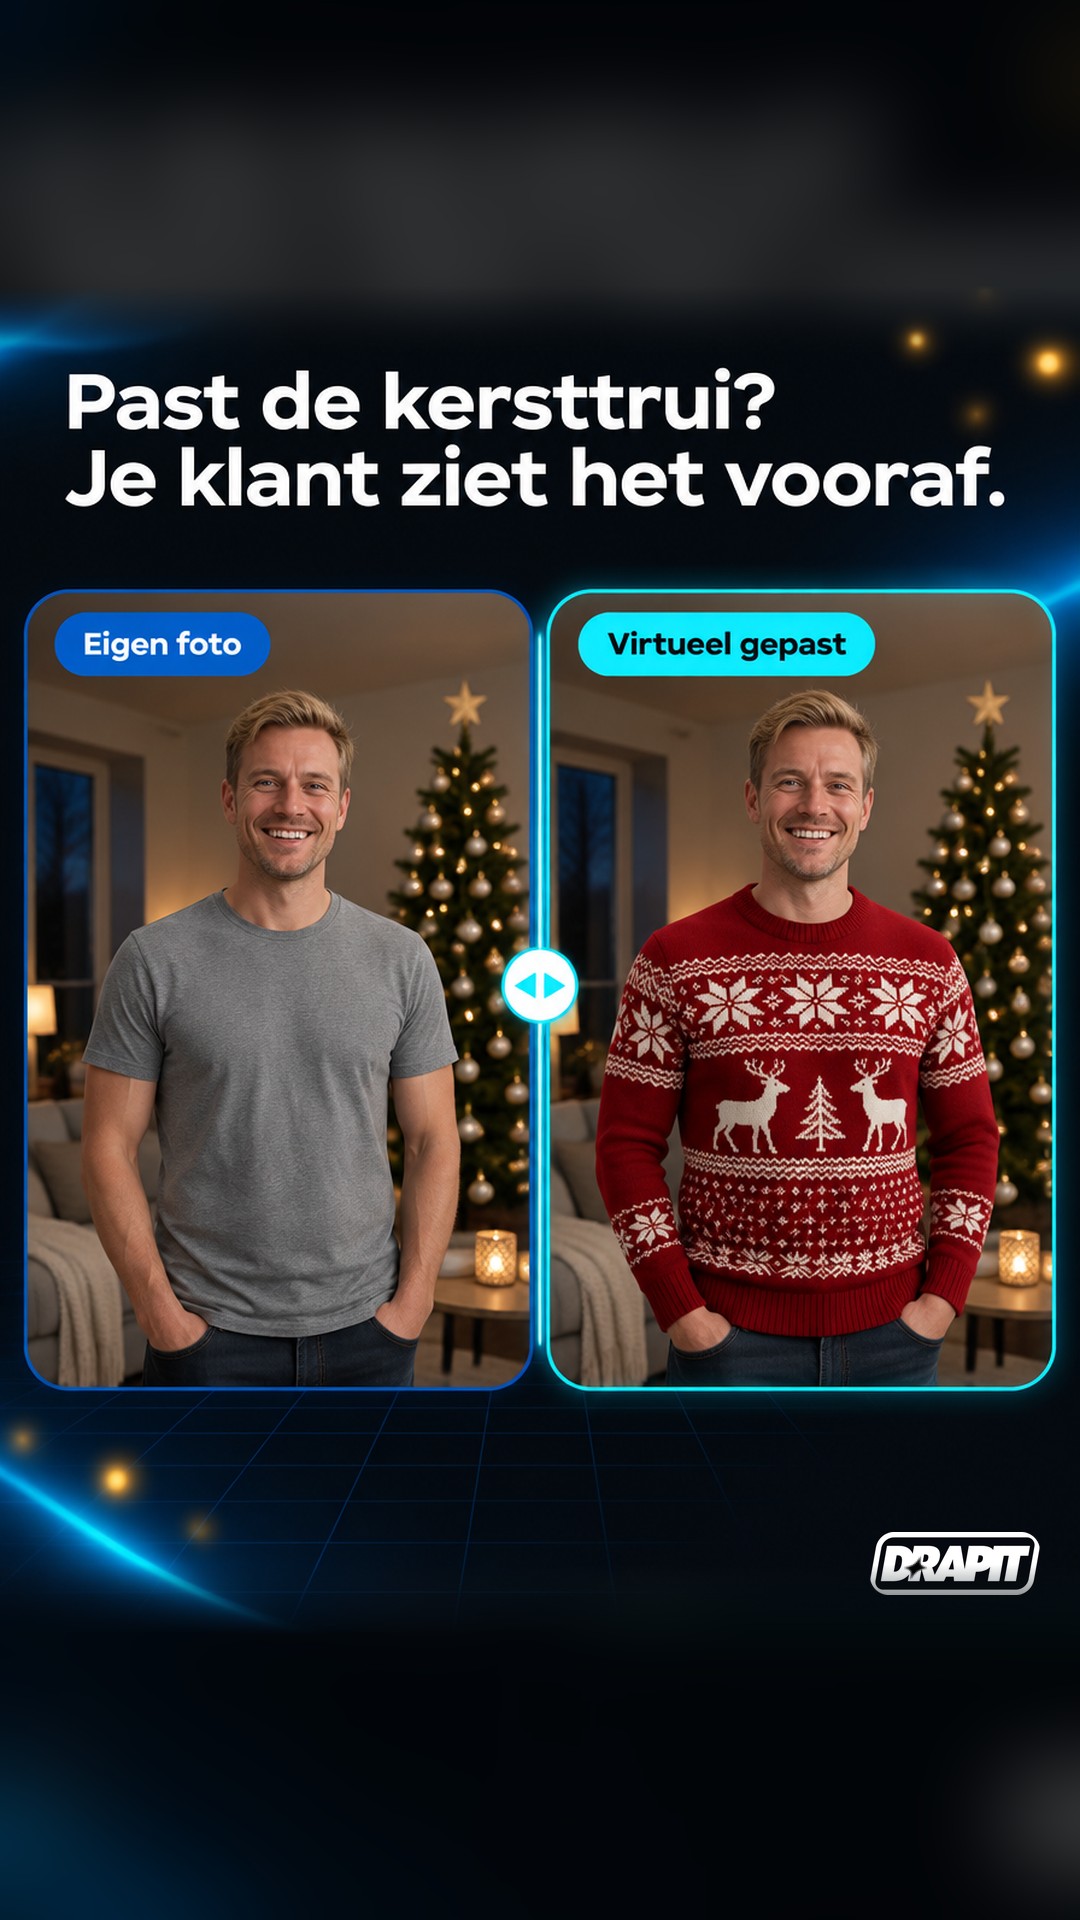 Past de kersttrui?
Je klant ziet het vooraf.
Eigen foto
Virtueel gepast
DRAPIT